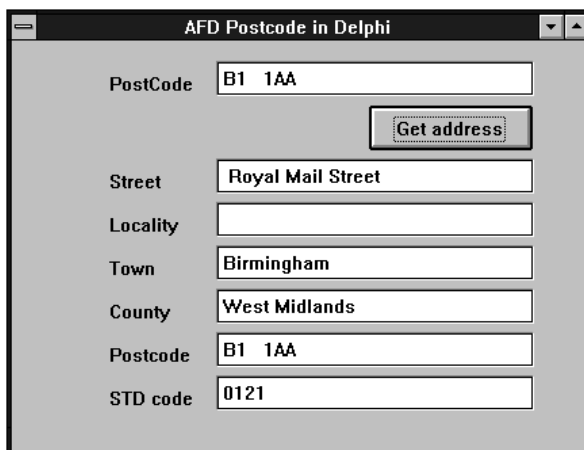 AFD Postcode in Delphi
PostCode B1 1AA
Get address
Street Royal Mail Street
Locality
Town Birmingham
County West Midlands
Postcode B1 1AA
STD code 0121